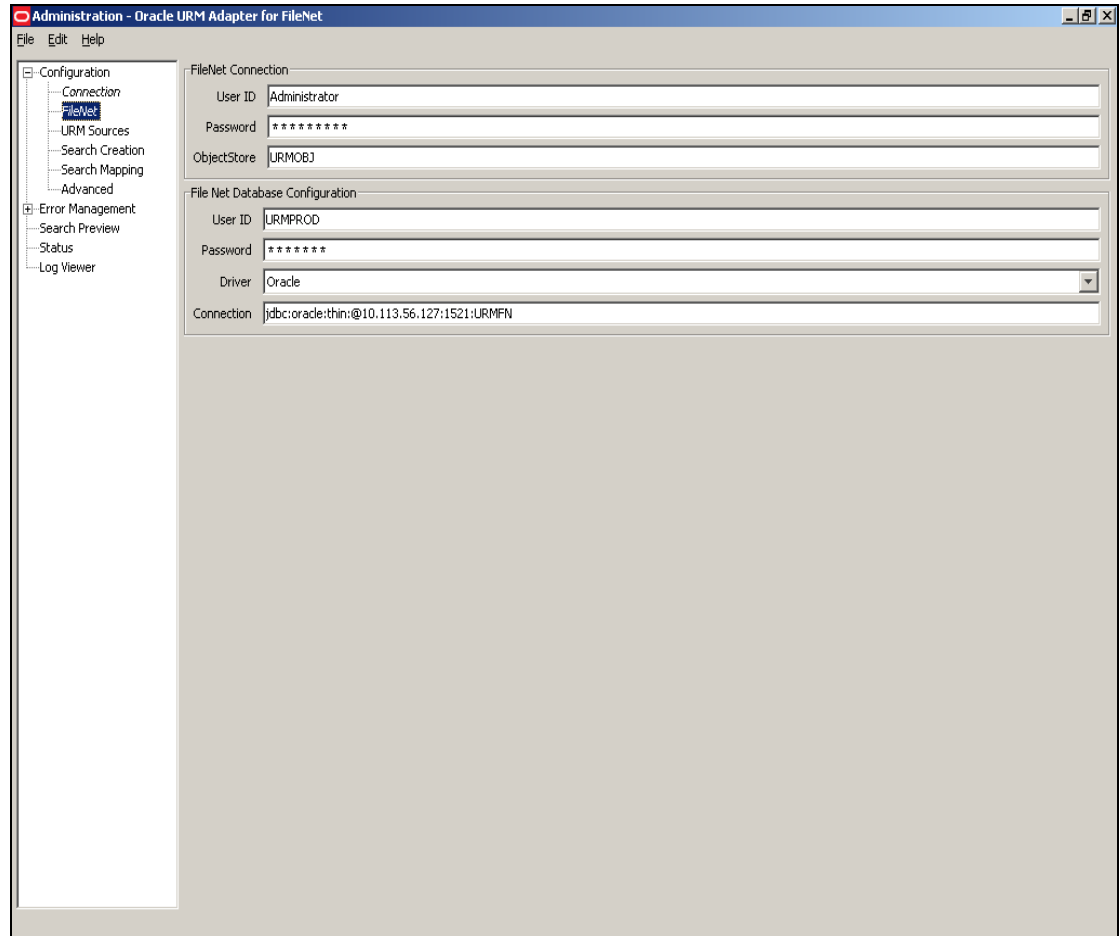 Administration - Oracle URM Adapter for FileNet
File Edit Help
Configuration
Connection
FileNet
URM Sources
Search Creation
Search Mapping
Advanced
Error Management
Search Preview
Status
Log Viewer
FileNet Connection
User ID Administrator
Password *********
ObjectStore URMOBJ
File Net Database Configuration
User ID URMPROD
Password *******
Driver Oracle
Connection jdbc:oracle:thin:@10.113.56.127:1521:URMFN